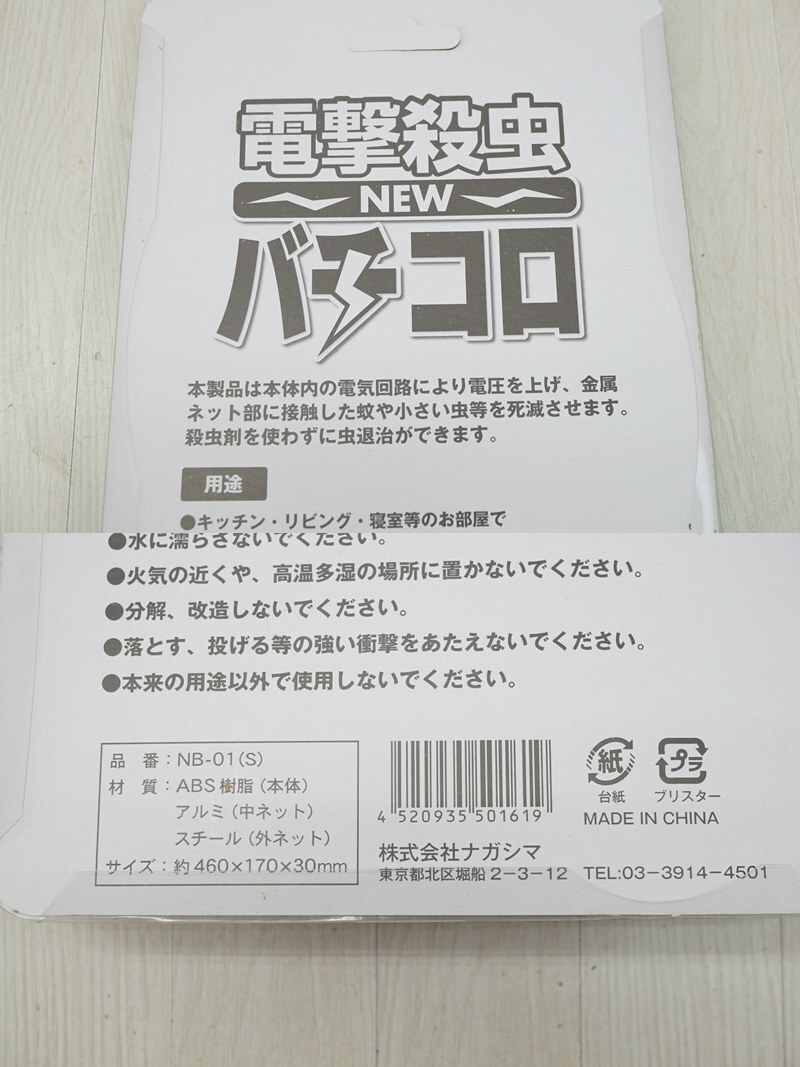 電撃殺虫
NEW
バチコロ
本製品は本体内の電気回路により電圧を上げ、金属
ネット部に接触した蚊や小さい虫等を死滅させます。
殺虫剤を使わずに虫退治ができます。
用途
●キッチン・リビング・寝室等のお部屋で
●水に濡らさないでください。
●火気の近くや、高温多湿の場所に置かないでください。
●分解、改造しないでください。
●落とす、投げる等の強い衝撃をあたえないでください。
●本来の用途以外で使用しないでください。
品 番:NB-01(S)
材 質:ABS樹脂(本体)
アルミ(中ネット)
スチール(外ネット)
サイズ:約460×170×30mm
4 520935 501619
紙
台紙
プラ
ブリスター
MADE IN CHINA
株式会社ナガシマ
東京都北区堀船2-3-12 TEL:03-3914-4501